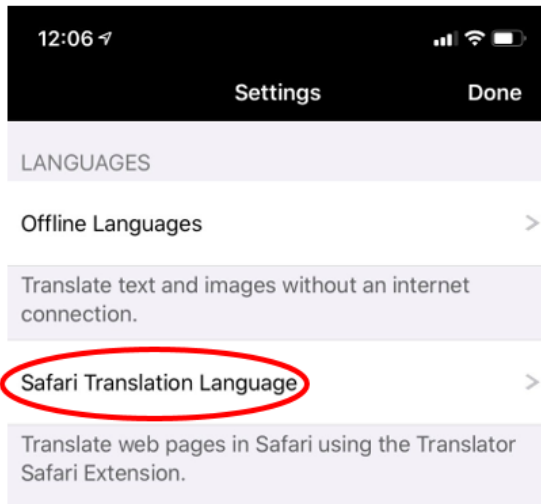 12:06
Settings
Done
LANGUAGES
Offline Languages
Translate text and images without an internet
connection.
Safari Translation Language
Translate web pages in Safari using the Translator
Safari Extension.